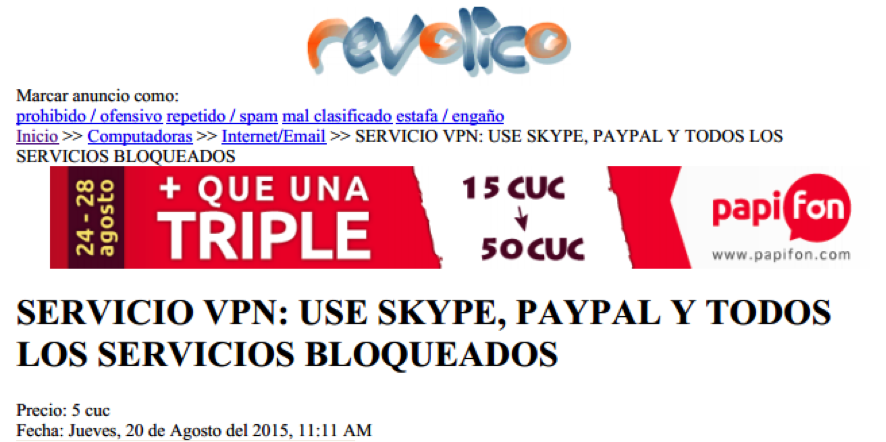 revolico
Marcar anuncio como:
prohibido / ofensivo repetido / spam mal clasificado estafa / engaño
Inicio >> Computadoras >> Internet/Email >> SERVICIO VPN: USE SKYPE, PAYPAL Y TODOS LOS
SERVICIOS BLOQUEADOS
24 - 28
agosto
+ QUE UNA
TRIPLE
15 CUC
50 CUC
papifon
www.papifon.com
SERVICIO VPN: USE SKYPE, PAYPAL Y TODOS
LOS SERVICIOS BLOQUEADOS
Precio: 5 cuc
Fecha: Jueves, 20 de Agosto del 2015, 11:11 AM